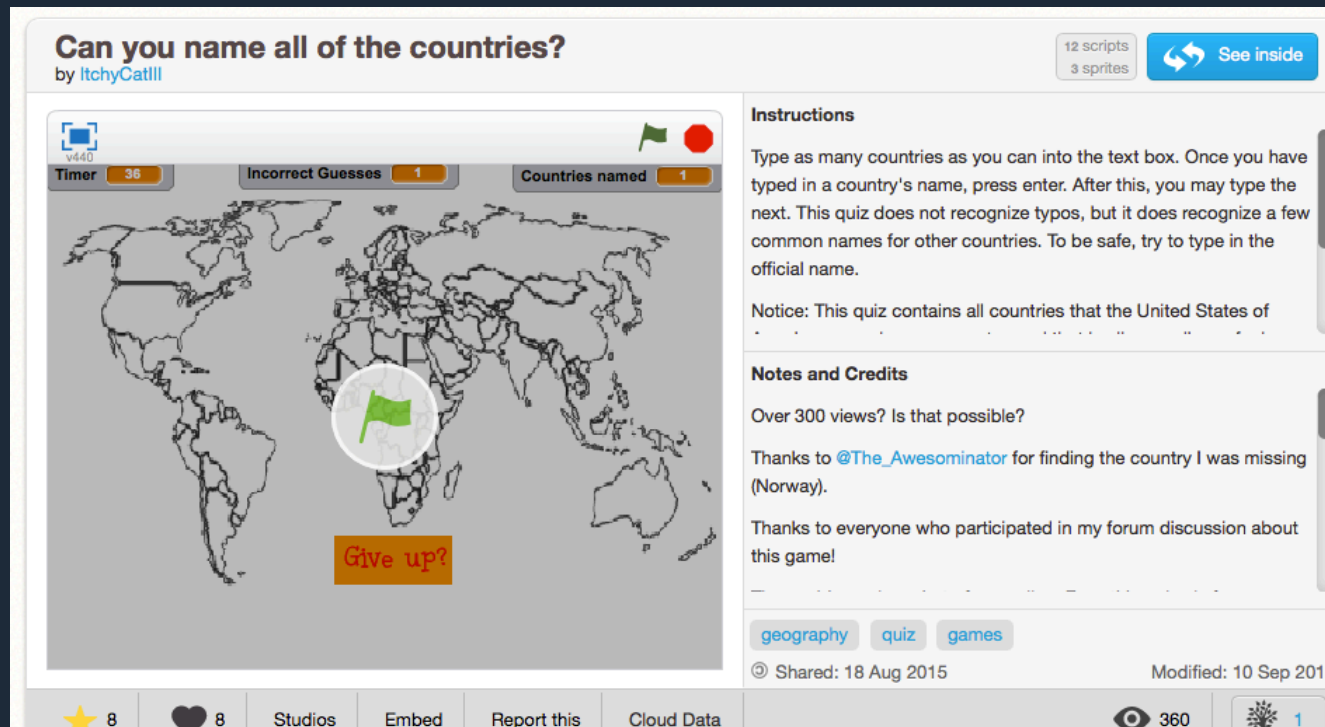 Can you name all of the countries?
by ItchyCatIII
12 scripts
3 sprites
See inside
v440
Timer 36
Incorrect Guesses 1
Countries named 1
Give up?
Instructions
Type as many countries as you can into the text box. Once you have
typed in a country's name, press enter. After this, you may type the
next. This quiz does not recognize typos, but it does recognize a few
common names for other countries. To be safe, try to type in the
official name.
Notice: This quiz contains all countries that the United States of
Notes and Credits
Over 300 views? Is that possible?
Thanks to @The_Awesominator for finding the country I was missing
(Norway).
Thanks to everyone who participated in my forum discussion about
this game!
geography quiz games
Shared: 18 Aug 2015
Modified: 10 Sep 201
8
8
Studios
Embed
Report this
Cloud Data
360
1